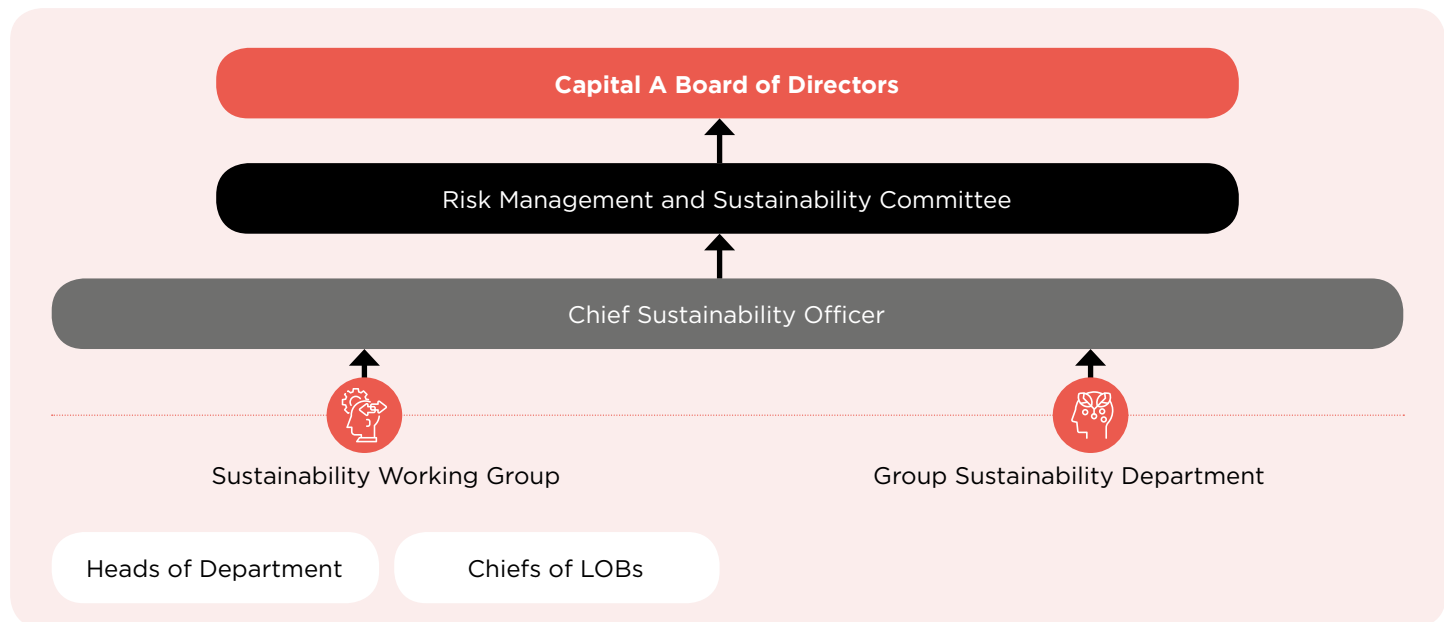 Capital A Board of Directors
Risk Management and Sustainability Committee
Chief Sustainability Officer
Sustainability Working Group
Group Sustainability Department
Heads of Department
Chiefs of LOBs